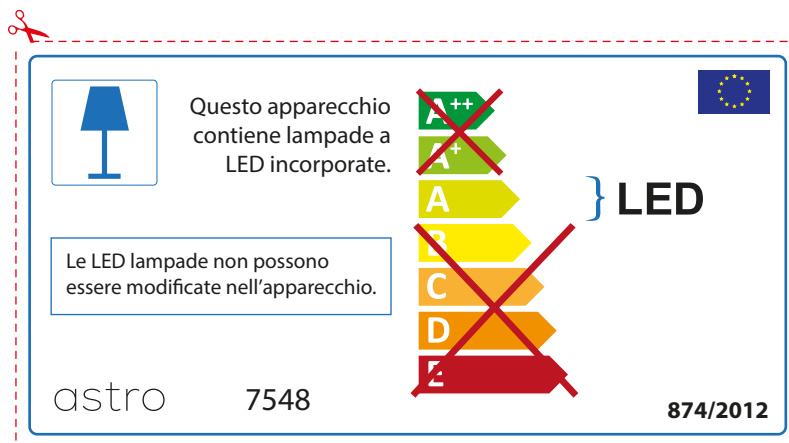 Questo apparecchio
contiene lampade a
LED incorporate.
Le LED lampade non possono
essere modificate nell'apparecchio.
A++
A+
A
B
C
D
E
LED
astro 7548
874/2012